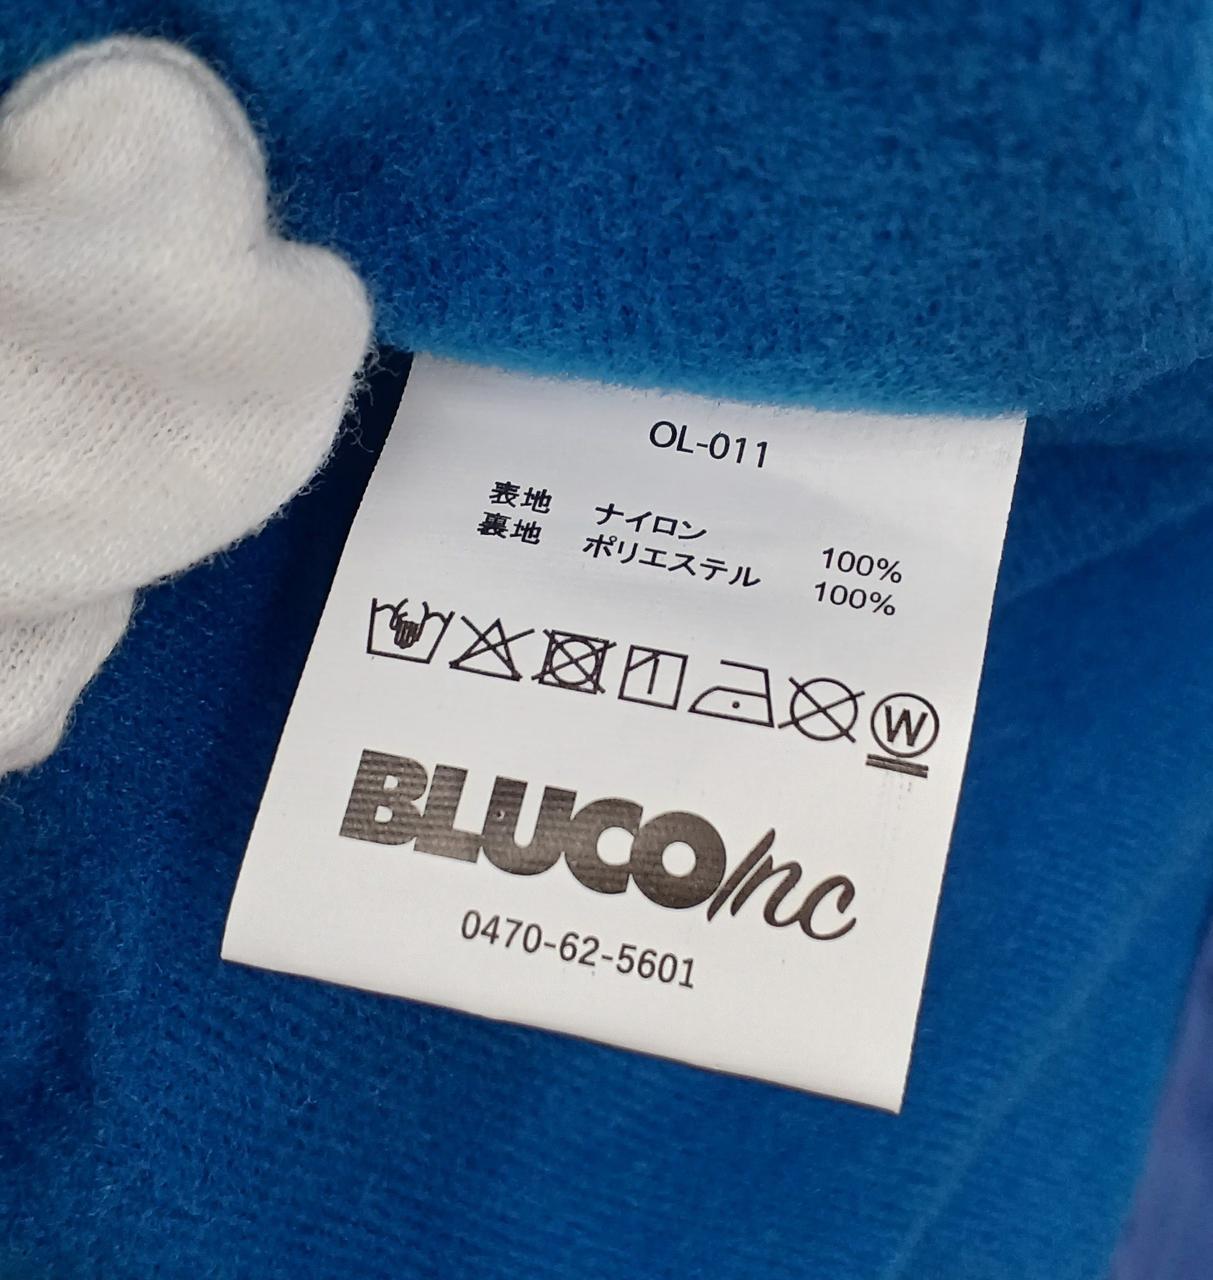 OL-011
表地 ナイロン 100%
裏地 ポリエステル 100%
W
BLUCO Inc
0470-62-5601